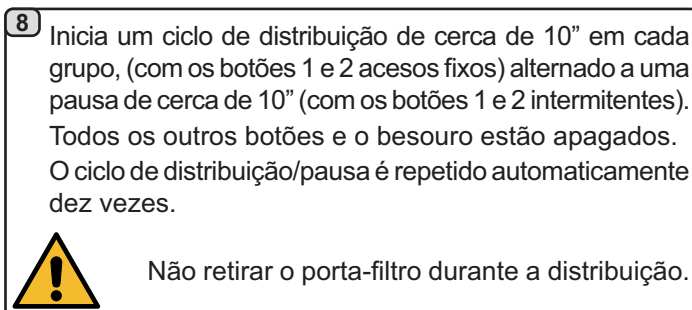 8
Inicia um ciclo de distribuição de cerca de 10” em cada
grupo, (com os botões 1 e 2 acesos fixos) alternado a uma
pausa de cerca de 10” (com os botões 1 e 2 intermitentes).
Todos os outros botões e o besouro estão apagados.
O ciclo de distribuição/pausa é repetido automaticamente
dez vezes.
Não retirar o porta-filtro durante a distribuição.